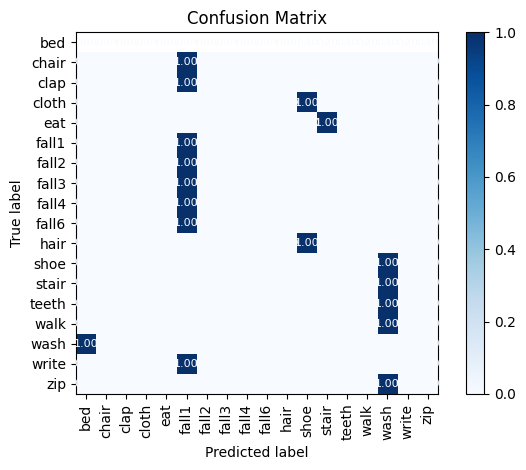 Confusion Matrix
True label
bed
chair 1.00
clap 1.00
cloth 1.00
eat 1.00
fall1 1.00
fall2 1.00
fall3 1.00
fall4 1.00
fall6 1.00
hair 1.00
shoe 1.00
stair 1.00
teeth 1.00
walk 1.00
wash 1.00
write 1.00
zip 1.00
bed chair clap cloth eat fall1 fall2 fall3 fall4 fall6 hair shoe stair teeth walk wash write zip
Predicted label
1.0
0.8
0.6
0.4
0.2
0.0